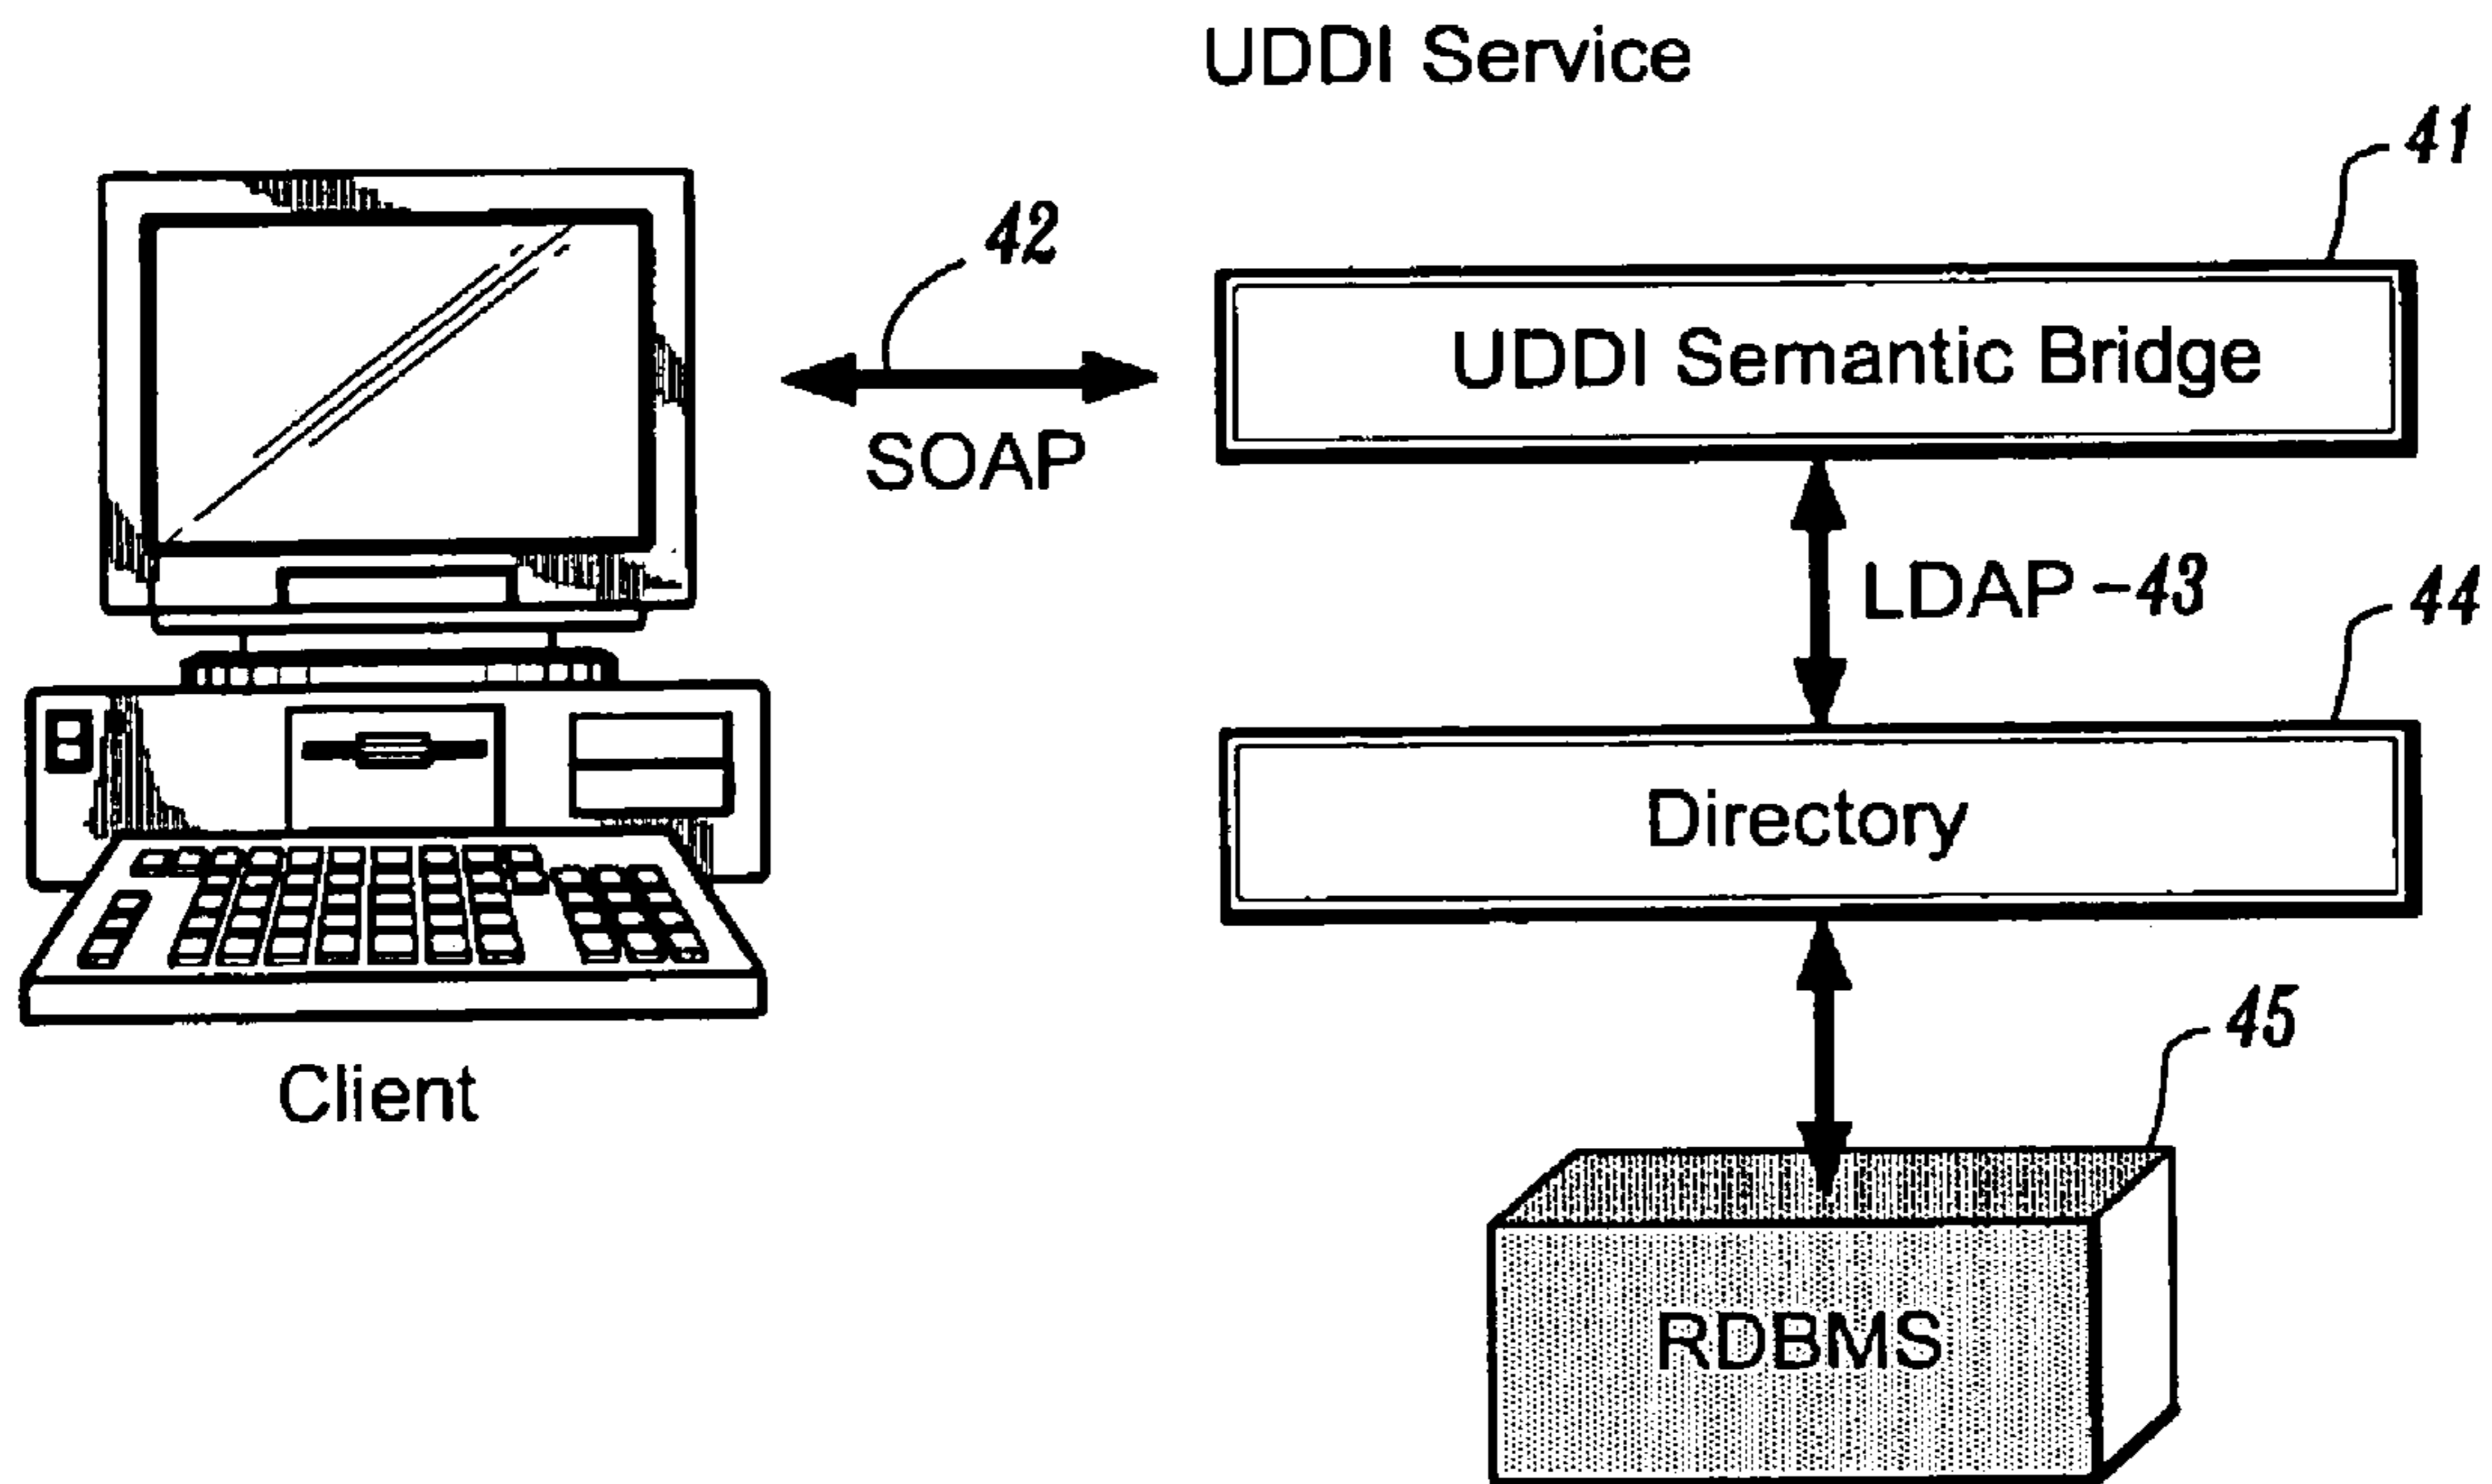 UDDI Service
41
42
UDDI Semantic Bridge
SOAP
LDAP -43
44
Directory
45
Client
RDBMS